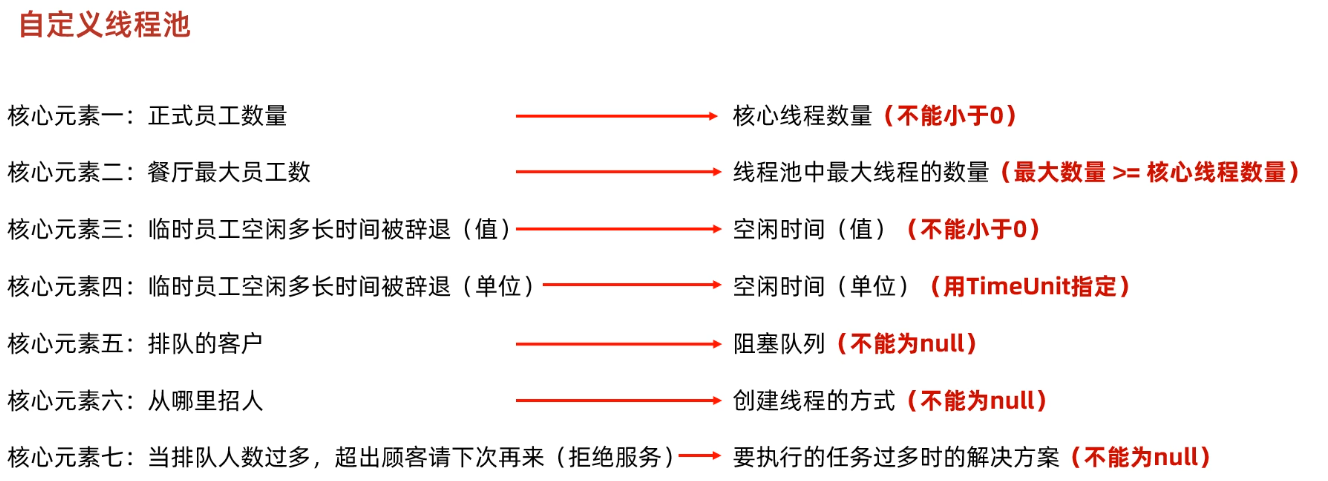 自定义线程池
核心元素一：正式员工数量 核心线程数量（不能小于0）
核心元素二：餐厅最大员工数 线程池中最大线程的数量（最大数量 >= 核心线程数量）
核心元素三：临时员工空闲多长时间被辞退（值） 空闲时间（值）（不能小于0）
核心元素四：临时员工空闲多长时间被辞退（单位） 空闲时间（单位）（用TimeUnit指定）
核心元素五：排队的客户 阻塞队列（不能为null）
核心元素六：从哪里招人 创建线程的方式（不能为null）
核心元素七：当排队人数过多，超出顾客请下次再来（拒绝服务） 要执行的任务过多时的解决方案（不能为null）